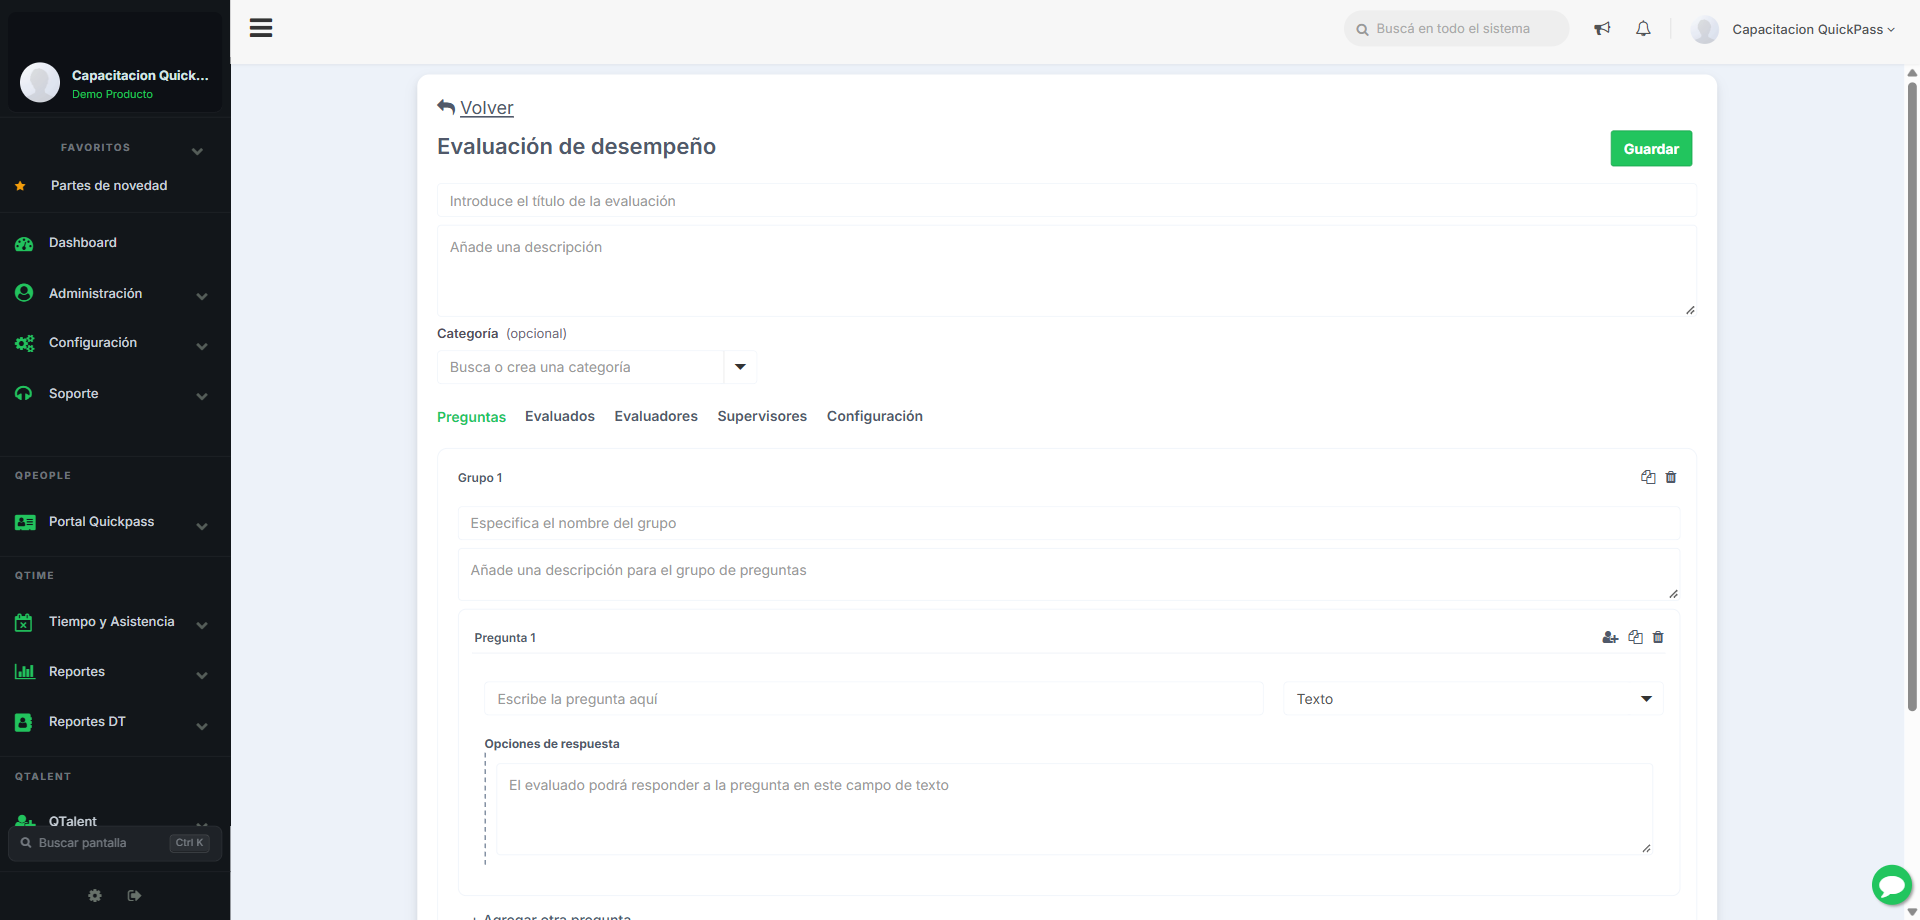 Capacitacion Quick...
Demo Producto
FAVORITOS
Partes de novedad
Dashboard
Administración
Configuración
Soporte
QPEOPLE
Portal Quickpass
QTIME
Tiempo y Asistencia
Reportes
Reportes DT
QTALENT
QTalent
Buscar pantalla
Ctrl K
Buscá en todo el sistema
Capacitacion QuickPass
Volver
Evaluación de desempeño
Guardar
Introduce el título de la evaluación
Añade una descripción
Categoría (opcional)
Busca o crea una categoría
Preguntas Evaluados Evaluadores Supervisores Configuración
Grupo 1
Especifica el nombre del grupo
Añade una descripción para el grupo de preguntas
Pregunta 1
Escribe la pregunta aquí
Texto
Opciones de respuesta
El evaluado podrá responder a la pregunta en este campo de texto
+ Agregar otra pregunta